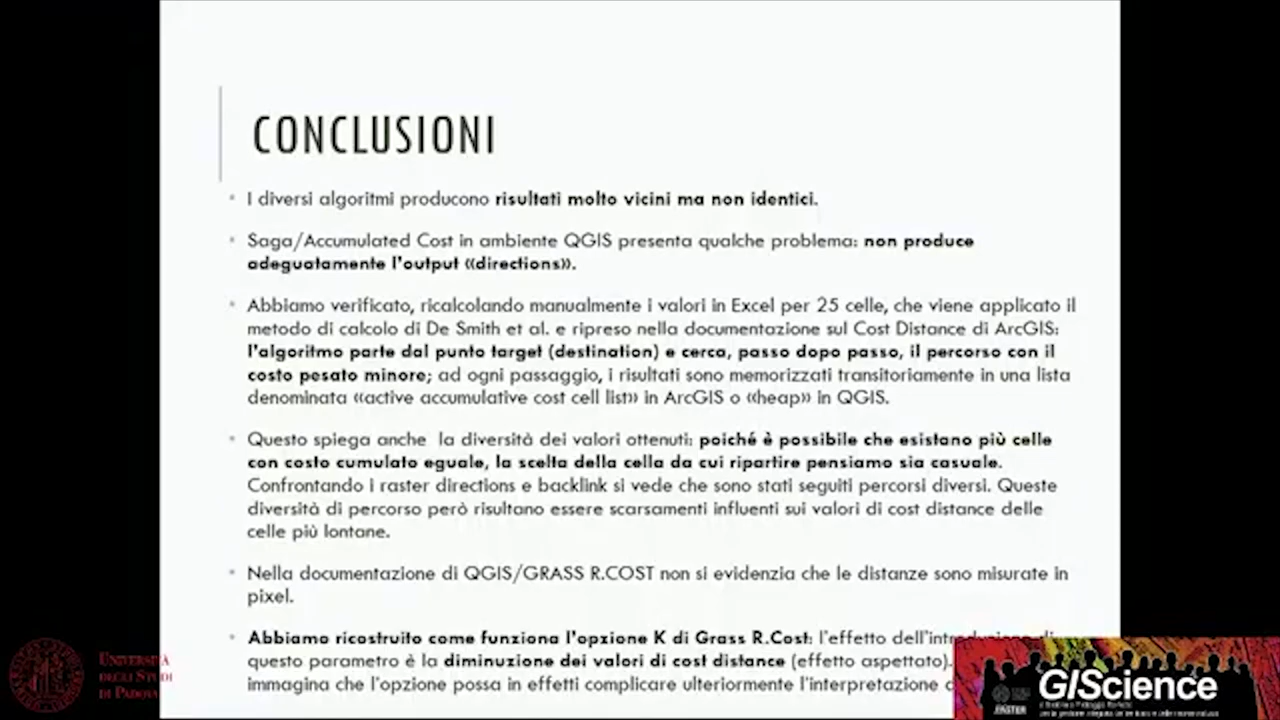 CONCLUSIONI
I diversi algoritmi producono risultati molto vicini ma non identici.
Saga/Accumulated Cost in ambiente QGIS presenta qualche problema: non produce
adeguatamente l'output «directions».
Abbiamo verificato, ricalcolando manualmente i valori in Excel per 25 celle, che viene applicato il
metodo di calcolo di De Smith et al. e ripreso nella documentazione sul Cost Distance di ArcGIS:
l'algoritmo parte dal punto target (destination) e cerca, passo dopo passo, il percorso con il
costo pesato minore; ad ogni passaggio, i risultati sono memorizzati transitoriamente in una lista
denominata «active accumulative cost cell list» in ArcGIS o «heap» in QGIS.
Questo spiega anche la diversità dei valori ottenuti: poiché è possibile che esistano più celle
con costo cumulato eguale, la scelta della cella da cui ripartire pensiamo sia casuale.
Confrontando i raster directions e backlink si vede che sono stati seguiti percorsi diversi. Queste
diversità di percorso però risultano essere scarsamenti influenti sui valori di cost distance delle
celle più lontane.
Nella documentazione di QGIS/GRASS R.COST non si evidenzia che le distanze sono misurate in
pixel.
Abbiamo ricostruito come funziona l'opzione K di Grass R.Cost: l'effetto
questo parametro è la diminuzione dei valori di cost distance (effetto aspettato).
immagina che l'opzione possa in effetti complicare ulteriormente l'interpretazione
UNIVERSITÀ
DEGLI STUDI
DI PADOVA
GIScience